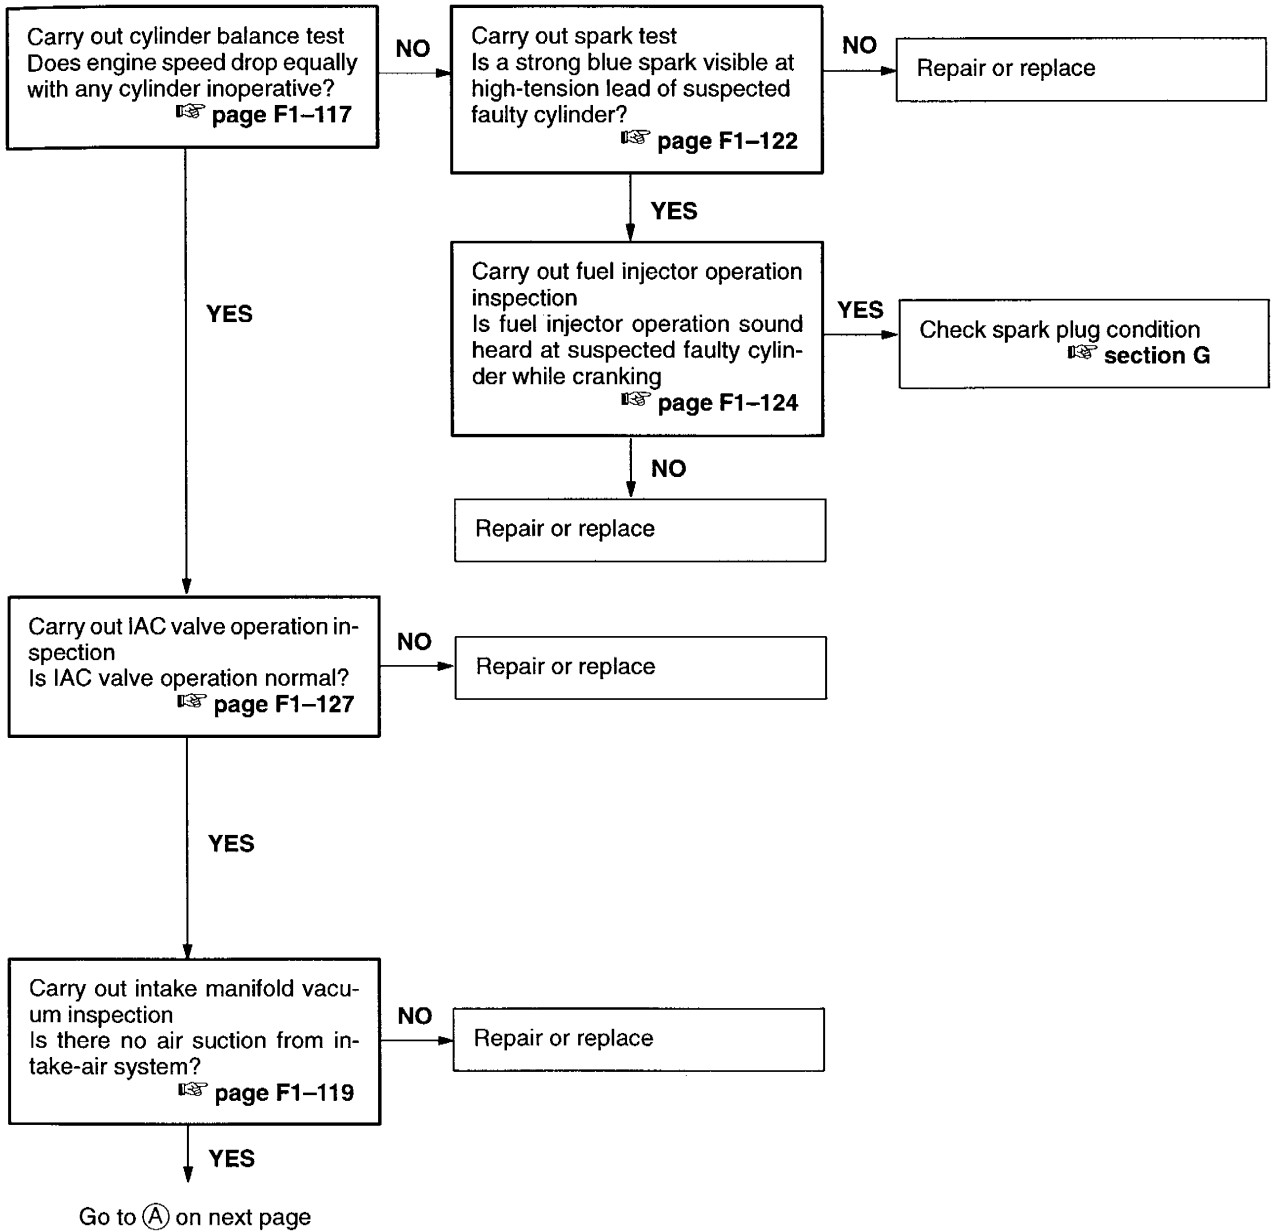 Carry out cylinder balance test
Does engine speed drop equally
with any cylinder inoperative?
☞ page F1–117
NO
Carry out spark test
Is a strong blue spark visible at
high-tension lead of suspected
faulty cylinder?
☞ page F1–122
NO
Repair or replace
YES
YES
Carry out fuel injector operation
inspection
Is fuel injector operation sound
heard at suspected faulty cylin-
der while cranking
☞ page F1–124
YES
Check spark plug condition
☞ section G
NO
Repair or replace
Carry out IAC valve operation in-
spection
Is IAC valve operation normal?
☞ page F1–127
NO
Repair or replace
YES
Carry out intake manifold vacu-
um inspection
Is there no air suction from in-
take-air system?
☞ page F1–119
NO
Repair or replace
YES
Go to Ⓐ on next page